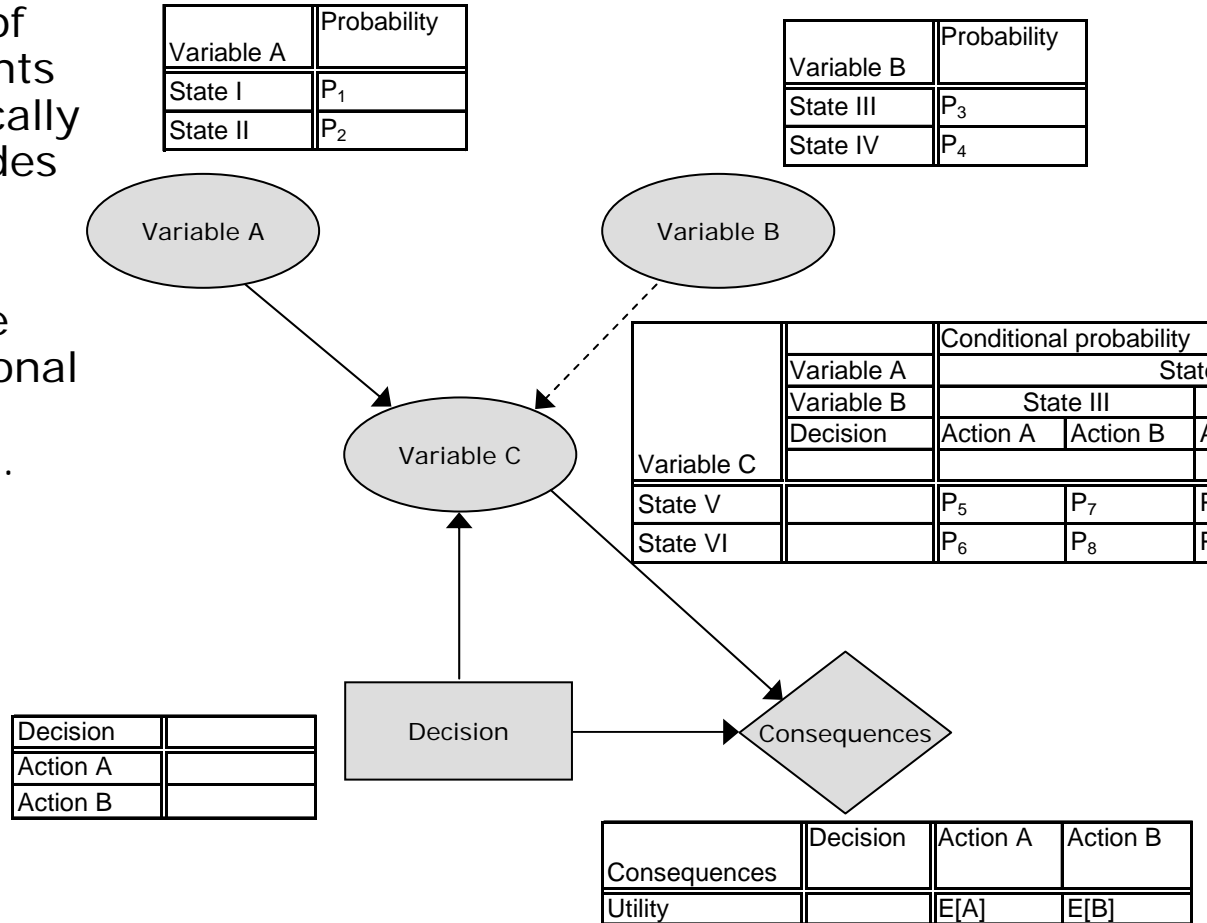 of
nts
cally
des
e
onal
.
Variable A Probability
State I P₁
State II P₂
Variable B Probability
State III P₃
State IV P₄
Variable A
Variable B
Conditional probability
Variable A State
Variable B State III
Decision Action A Action B A
Variable C
State V P₅ P₇ P
State VI P₆ P₈ P
Variable C
Decision
Action A
Action B
Decision
Consequences
Consequences Decision Action A Action B
Utility E[A] E[B]